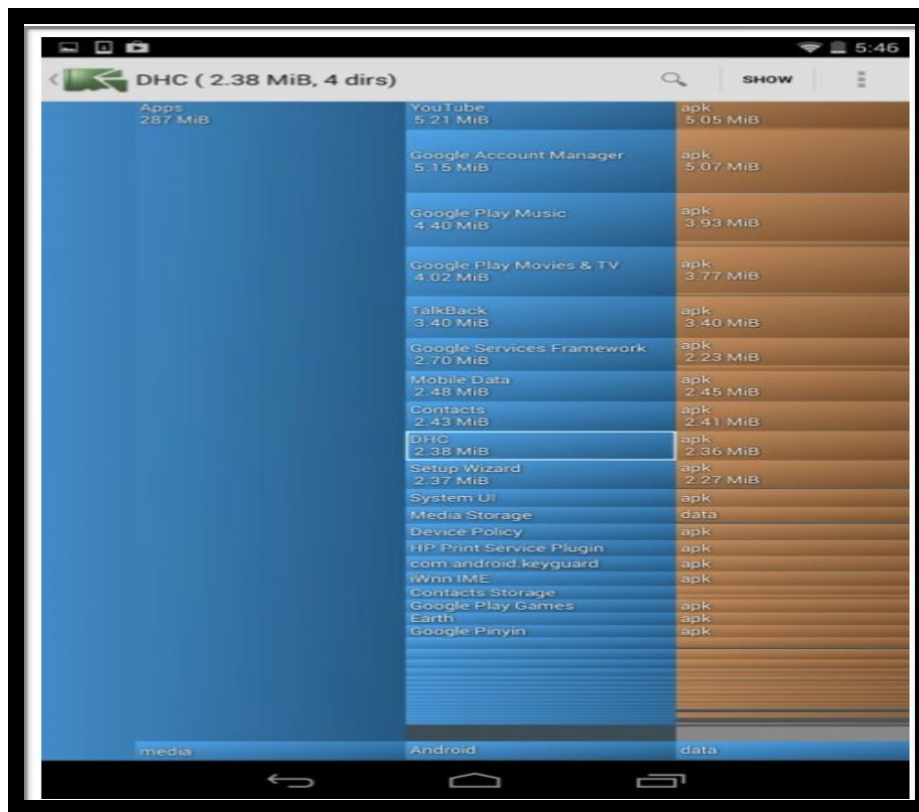 5:46
DHC ( 2.38 MiB, 4 dirs)
SHOW
Apps
287 MiB
YouTube
5.21 MiB
apk
5.05 MiB
Google Account Manager
5.15 MiB
apk
5.07 MiB
Google Play Music
4.40 MiB
apk
3.93 MiB
Google Play Movies & TV
4.02 MiB
apk
3.77 MiB
TalkBack
3.40 MiB
apk
3.40 MiB
Google Services Framework
2.70 MiB
apk
2.23 MiB
Mobile Data
2.48 MiB
apk
2.45 MiB
Contacts
2.43 MiB
apk
2.41 MiB
DHC
2.38 MiB
apk
2.36 MiB
Setup Wizard
2.37 MiB
apk
2.27 MiB
System UI
apk
Media Storage
data
Device Policy
apk
HP Print Service Plugin
apk
com.android.keyguard
apk
iWnn IME
apk
Contacts Storage
Google Play Games
apk
Earth
apk
Google Pinyin
apk
media
Android
data